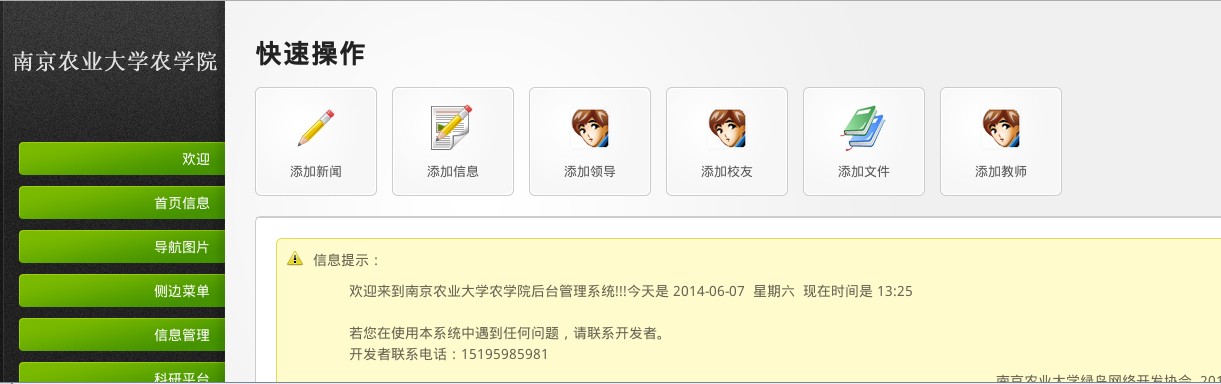 南京农业大学农学院
欢迎
首页信息
导航图片
侧边菜单
信息管理
科研平台
快速操作
添加新闻 添加信息 添加领导 添加校友 添加文件 添加教师
信息提示：
欢迎来到南京农业大学农学院后台管理系统!!!今天是 2014-06-07 星期六 现在时间是 13:25
若您在使用本系统中遇到任何问题，请联系开发者。
开发者联系电话：15195985981
南京农业大学绿岛网络开发协会 201